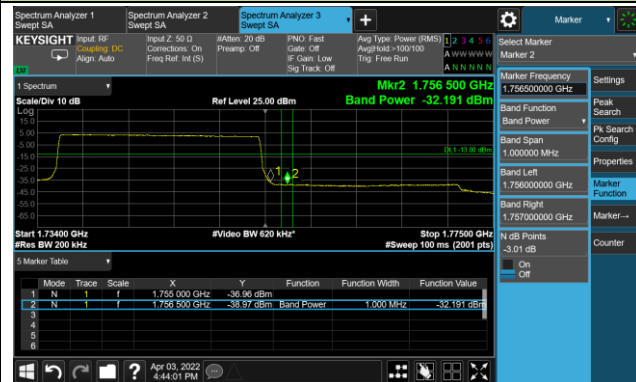 Spectrum Analyzer 1
Swept SA
Spectrum Analyzer 2
Swept SA
Spectrum Analyzer 3
Swept SA
Marker
KEYSIGHT
Input: RF
Coupling: DC
Align: Auto
Input Z: 50 Ω
Corrections: On
Freq Ref: Int (S)
#Atten: 20 dB
Preamp: Off
PNO: Fast
Gate: Off
IF Gain: Low
Sig Track: Off
Avg Type: Power (RMS)
Avg|Hold:>100/100
Trig: Free Run
1 2 3 4 5 6
A WWWWW
A N N N N N
LXI
1 Spectrum
Scale/Div 10 dB
Log
Ref Level 25.00 dBm
Mkr2 1.756 500 GHz
Band Power -32.191 dBm
15.0
5.00
-5.00
-15.0
-25.0
-35.0
-45.0
-55.0
-65.0
DL1 -13.00 dBm
1
2
Start 1.73400 GHz
#Res BW 200 kHz
#Video BW 620 kHz*
Stop 1.77500 GHz
#Sweep 100 ms (2001 pts)
5 Marker Table
Mode Trace Scale X Y Function Function Width Function Value
1 N 1 f 1.755 000 GHz -36.96 dBm
2 N 1 f 1.756 500 GHz -38.97 dBm Band Power 1.000 MHz -32.191 dBm
3
4
5
6
Apr 03, 2022
4:44:01 PM
Select Marker
Marker 2
Marker Frequency
1.756500000 GHz
Band Function
Band Power
Band Span
1.000000 MHz
Band Left
1.756000000 GHz
Band Right
1.757000000 GHz
N dB Points
-3.01 dB
On
Off
Settings
Peak
Search
Pk Search
Config
Properties
Marker
Function
Marker→
Counter